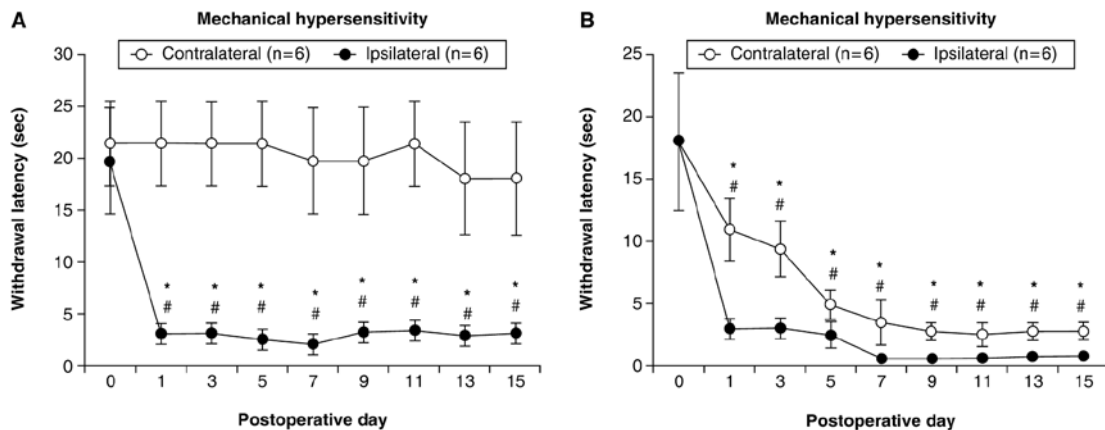 A
Mechanical hypersensitivity
Contralateral (n=6) Ipsilateral (n=6)
Withdrawal latency (sec)
30
25
20
15
10
5
0
* * * * * * * *
# # # # # # # #
0 1 3 5 7 9 11 13 15
Postoperative day
B
Mechanical hypersensitivity
Contralateral (n=6) Ipsilateral (n=6)
Withdrawal latency (sec)
25
20
15
10
5
0
* * * * * * * *
# # # # # # # #
0 1 3 5 7 9 11 13 15
Postoperative day